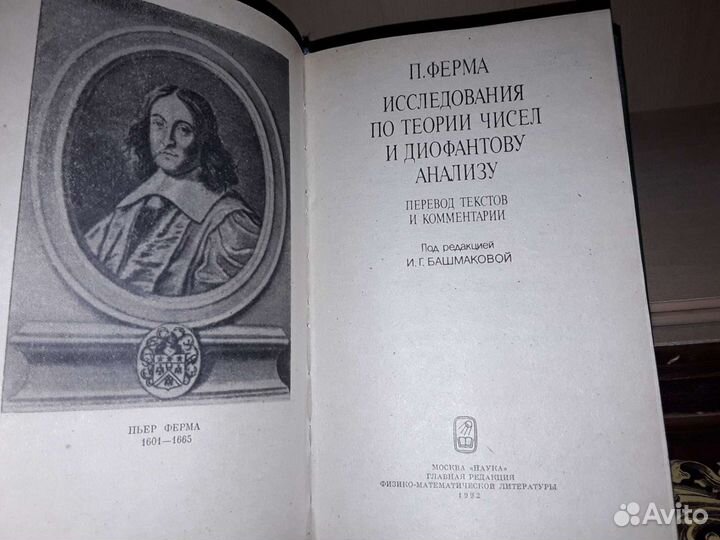 ПЬЕР ФЕРМА
1601—1665
П.ФЕРМА
ИССЛЕДОВАНИЯ
ПО ТЕОРИИ ЧИСЕЛ
И ДИОФАНТОВУ
АНАЛИЗУ
ПЕРЕВОД ТЕКСТОВ
И КОММЕНТАРИИ
Под редакцией
И.Г.БАШМАКОВОЙ
МОСКВА «НАУКА»
ГЛАВНАЯ РЕДАКЦИЯ
ФИЗИКО-МАТЕМАТИЧЕСКОЙ ЛИТЕРАТУРЫ
1992
Avito